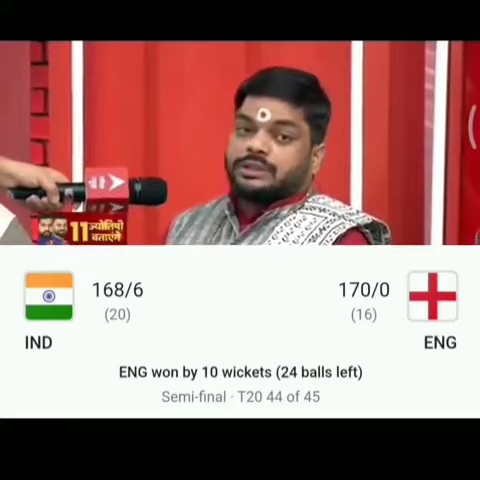 11 ज्योतिषी
बताएंगे
168/6
(20)
170/0
(16)
IND
ENG
ENG won by 10 wickets (24 balls left)
Semi-final · T20 44 of 45